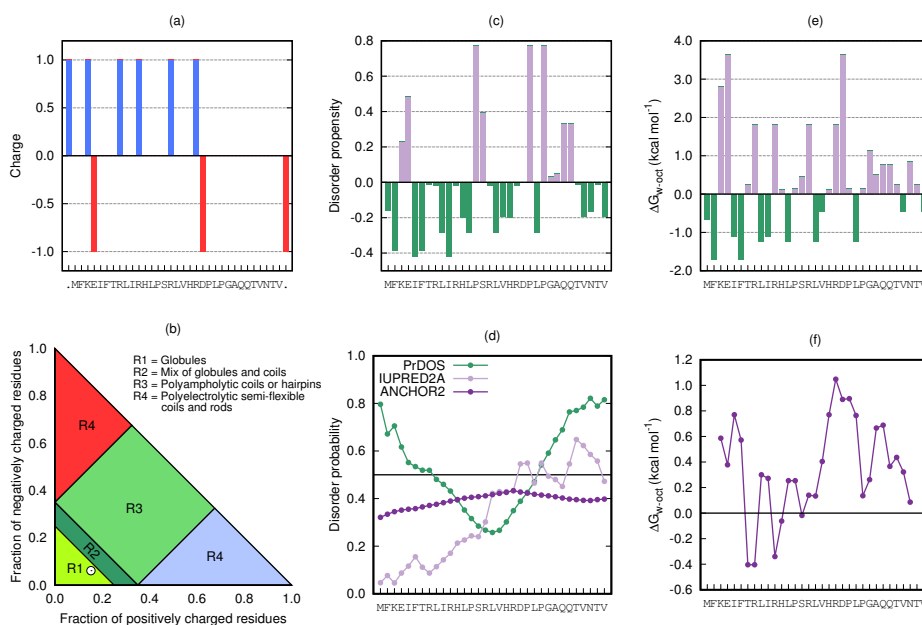 (a)
Charge
1.0
0.5
0.0
-0.5
-1.0
.MFKEIFTRLIRHLPSRLVHRDPLPGAQQTVNTV.
(c)
Disorder propensity
0.8
0.6
0.4
0.2
0.0
-0.2
-0.4
MFKEIFTRLIRHLPSRLVHRDPLPGAQQTVNTV
(e)
ΔGw-oct (kcal mol⁻¹)
4.0
3.0
2.0
1.0
0.0
-1.0
-2.0
MFKEIFTRLIRHLPSRLVHRDPLPGAQQTVNTV
(b)
Fraction of negatively charged residues
1.0
0.8
0.6
0.4
0.2
0.0
R1 = Globules
R2 = Mix of globules and coils
R3 = Polyampholytic coils or hairpins
R4 = Polyelectrolytic semi-flexible
coils and rods
R4
R3
R2
R1
R4
0.0 0.2 0.4 0.6 0.8 1.0
Fraction of positively charged residues
(d)
Disorder probability
1.0
0.8
0.6
0.4
0.2
0.0
PrDOS
IUPRED2A
ANCHOR2
MFKEIFTRLIRHLPSRLVHRDPLPGAQQTVNTV
(f)
ΔGw-oct (kcal mol⁻¹)
1.2
1.0
0.8
0.6
0.4
0.2
0.0
-0.2
-0.4
-0.6
MFKEIFTRLIRHLPSRLVHRDPLPGAQQTVNTV